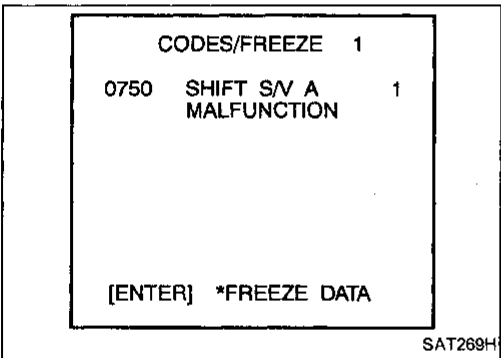 CODES/FREEZE 1
0750 SHIFT S/V A 1
MALFUNCTION
[ENTER] *FREEZE DATA
SAT269H